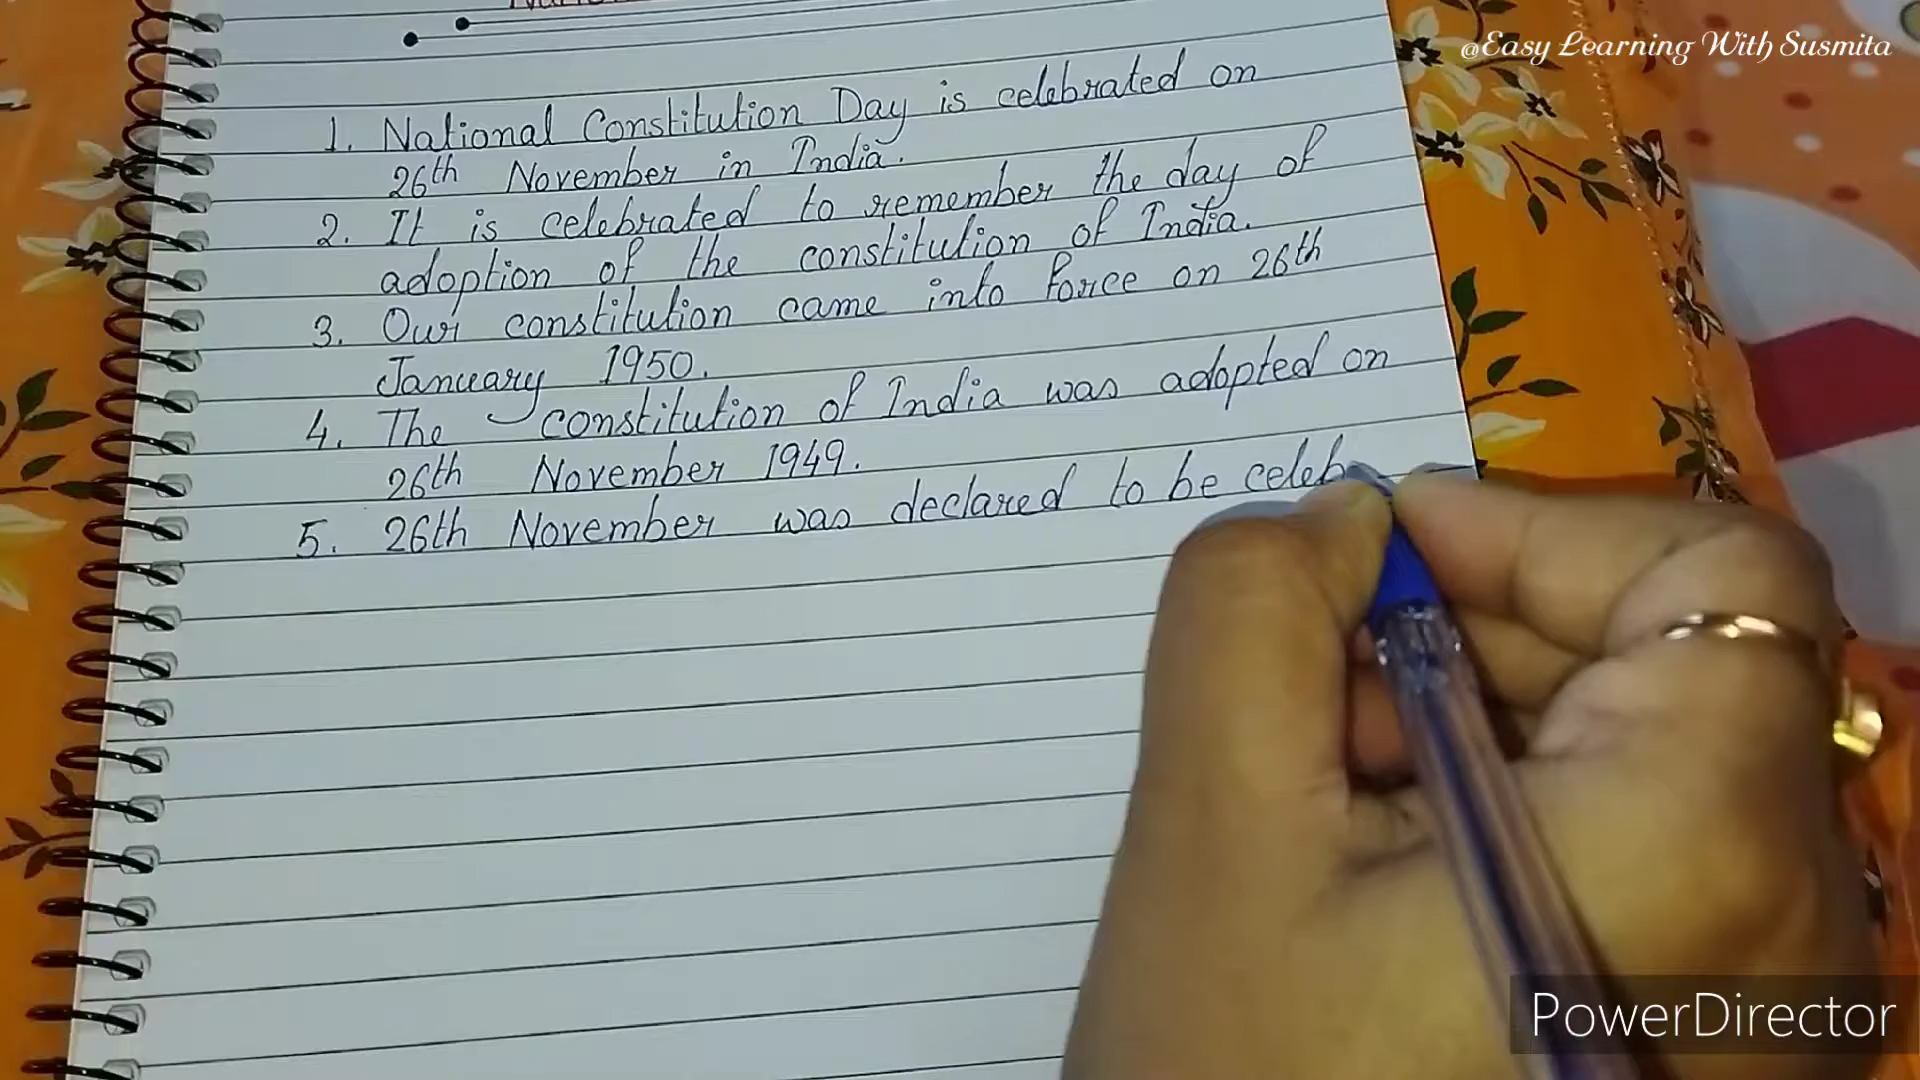 @Easy Learning With Susmita
1. National Constitution Day is celebrated on
26th November in India.
2. It is celebrated to remember the day of
adoption of the constitution of India.
3. Our constitution came into force on 26th
January 1950.
4. The constitution of India was adopted on
26th November 1949.
5. 26th November was declared to be celeb
PowerDirector